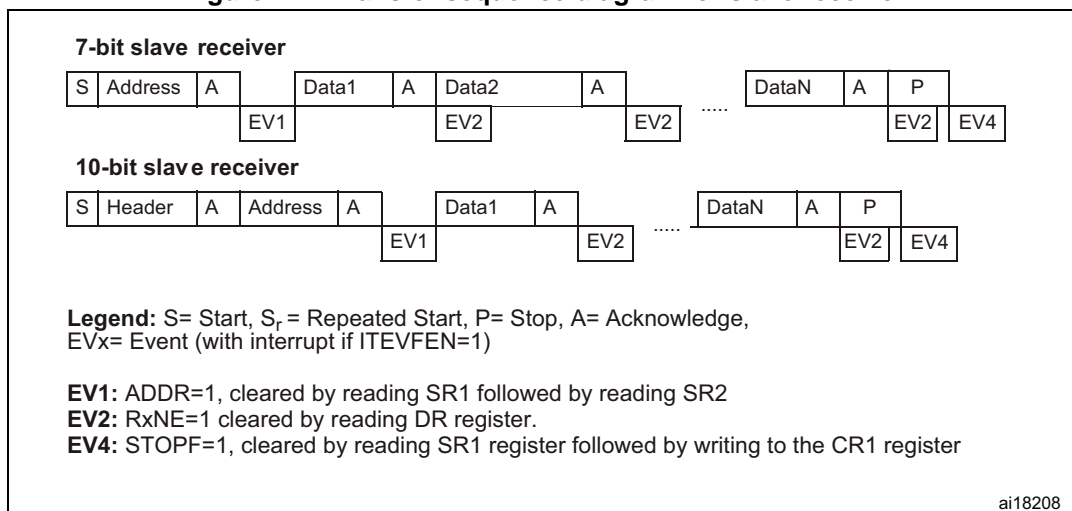 7-bit slave receiver
S Address A Data1 A Data2 A ..... DataN A P
EV1 EV2 EV2 EV2 EV4
10-bit slave receiver
S Header A Address A Data1 A ..... DataN A P
EV1 EV2 EV2 EV4
Legend: S= Start, Sr = Repeated Start, P= Stop, A= Acknowledge,
EVx= Event (with interrupt if ITEVFEN=1)
EV1: ADDR=1, cleared by reading SR1 followed by reading SR2
EV2: RxNE=1 cleared by reading DR register.
EV4: STOPF=1, cleared by reading SR1 register followed by writing to the CR1 register
ai18208